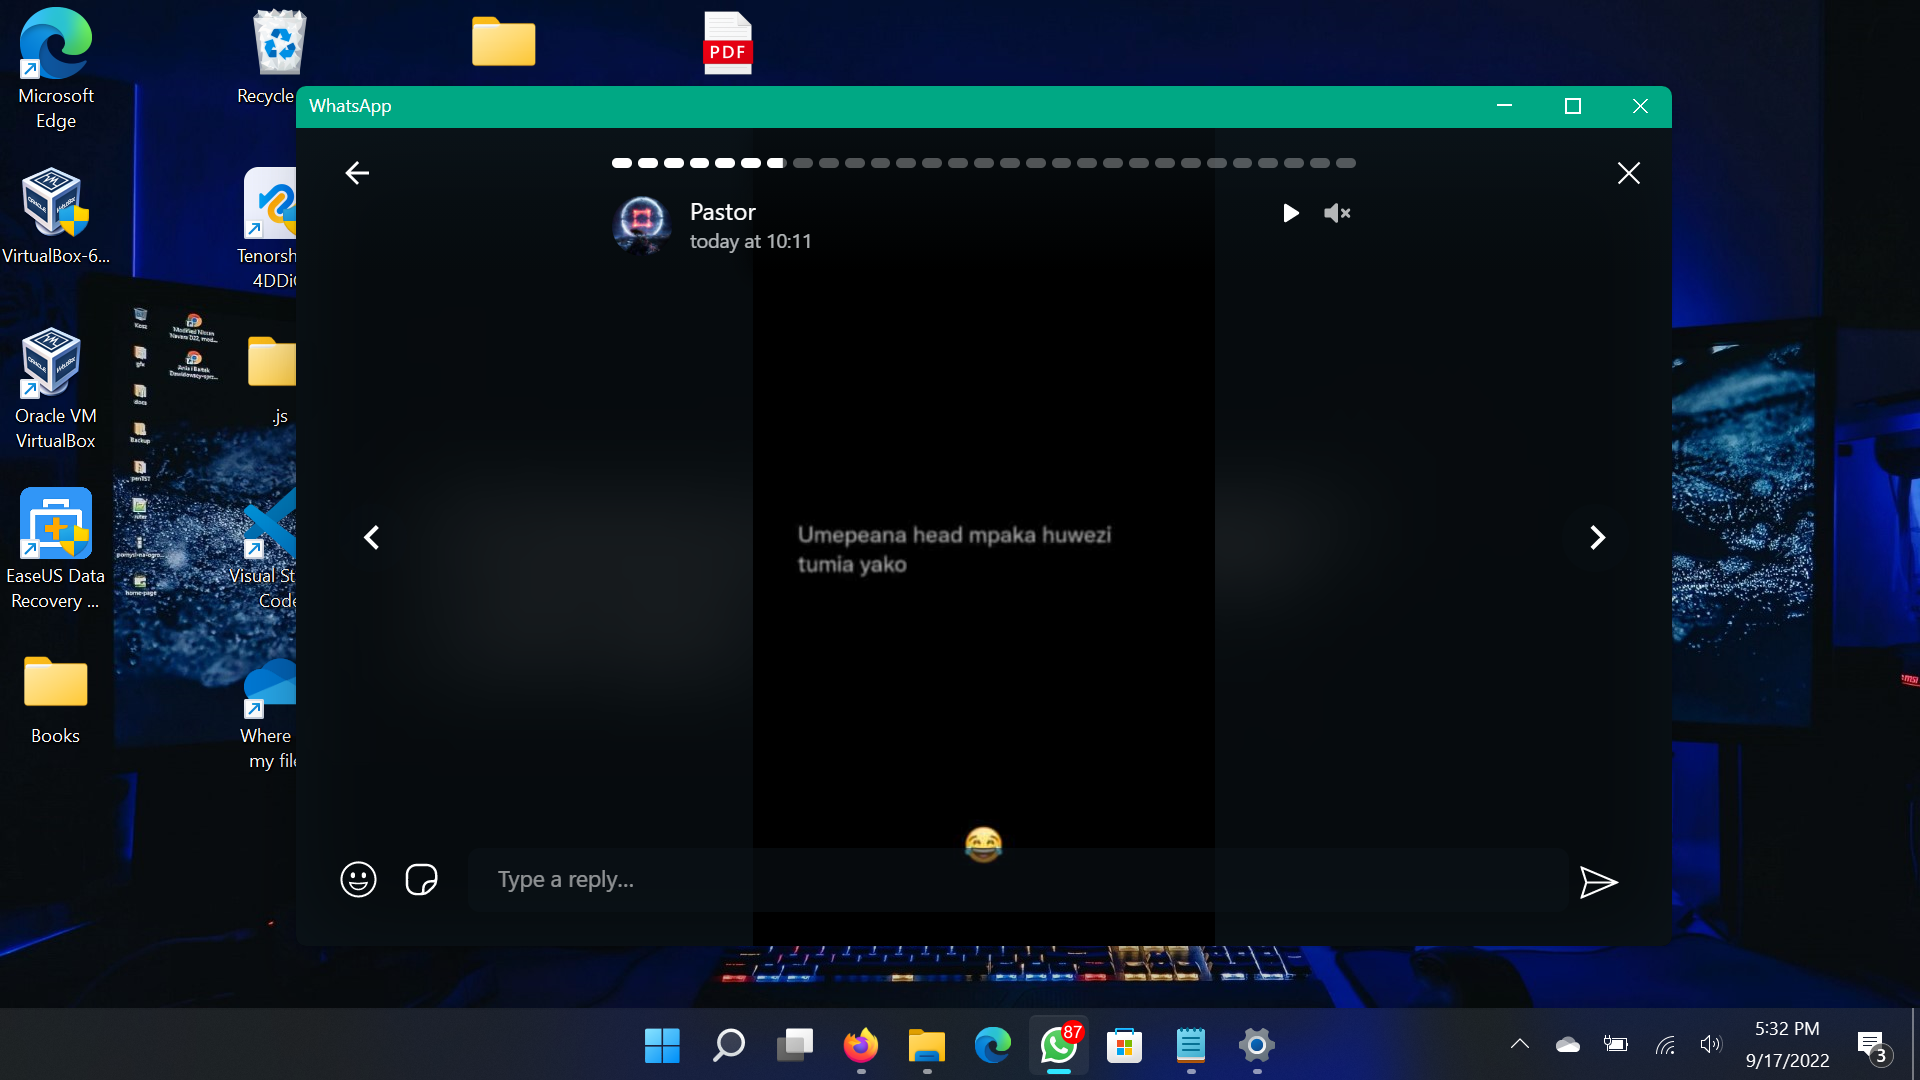 Microsoft
Edge
Recycle
PDF
WhatsApp
Pastor
today at 10:11
VirtualBox-6...
Tenorsh
4DDi
Oracle VM
VirtualBox
.js
Umepeana head mpaka huwezi
tumia yako
EaseUS Data
Recovery ...
Visual St
Code
Books
Where
my file
Type a reply...
87
5:32 PM
9/17/2022
3